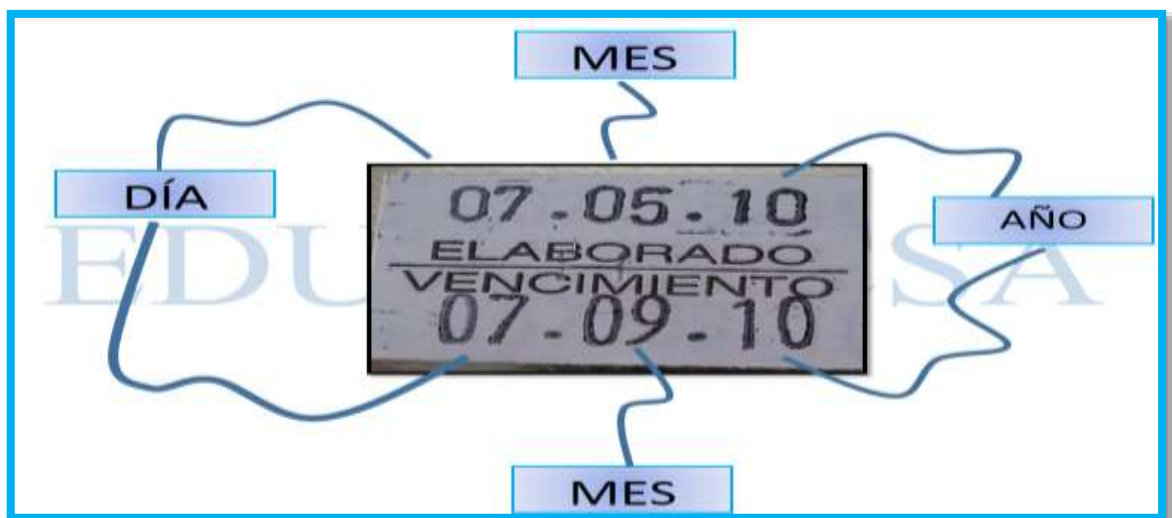 MES
DÍA
AÑO
07.05.10
ELABORADO
VENCIMIENTO
07-09.10
MES